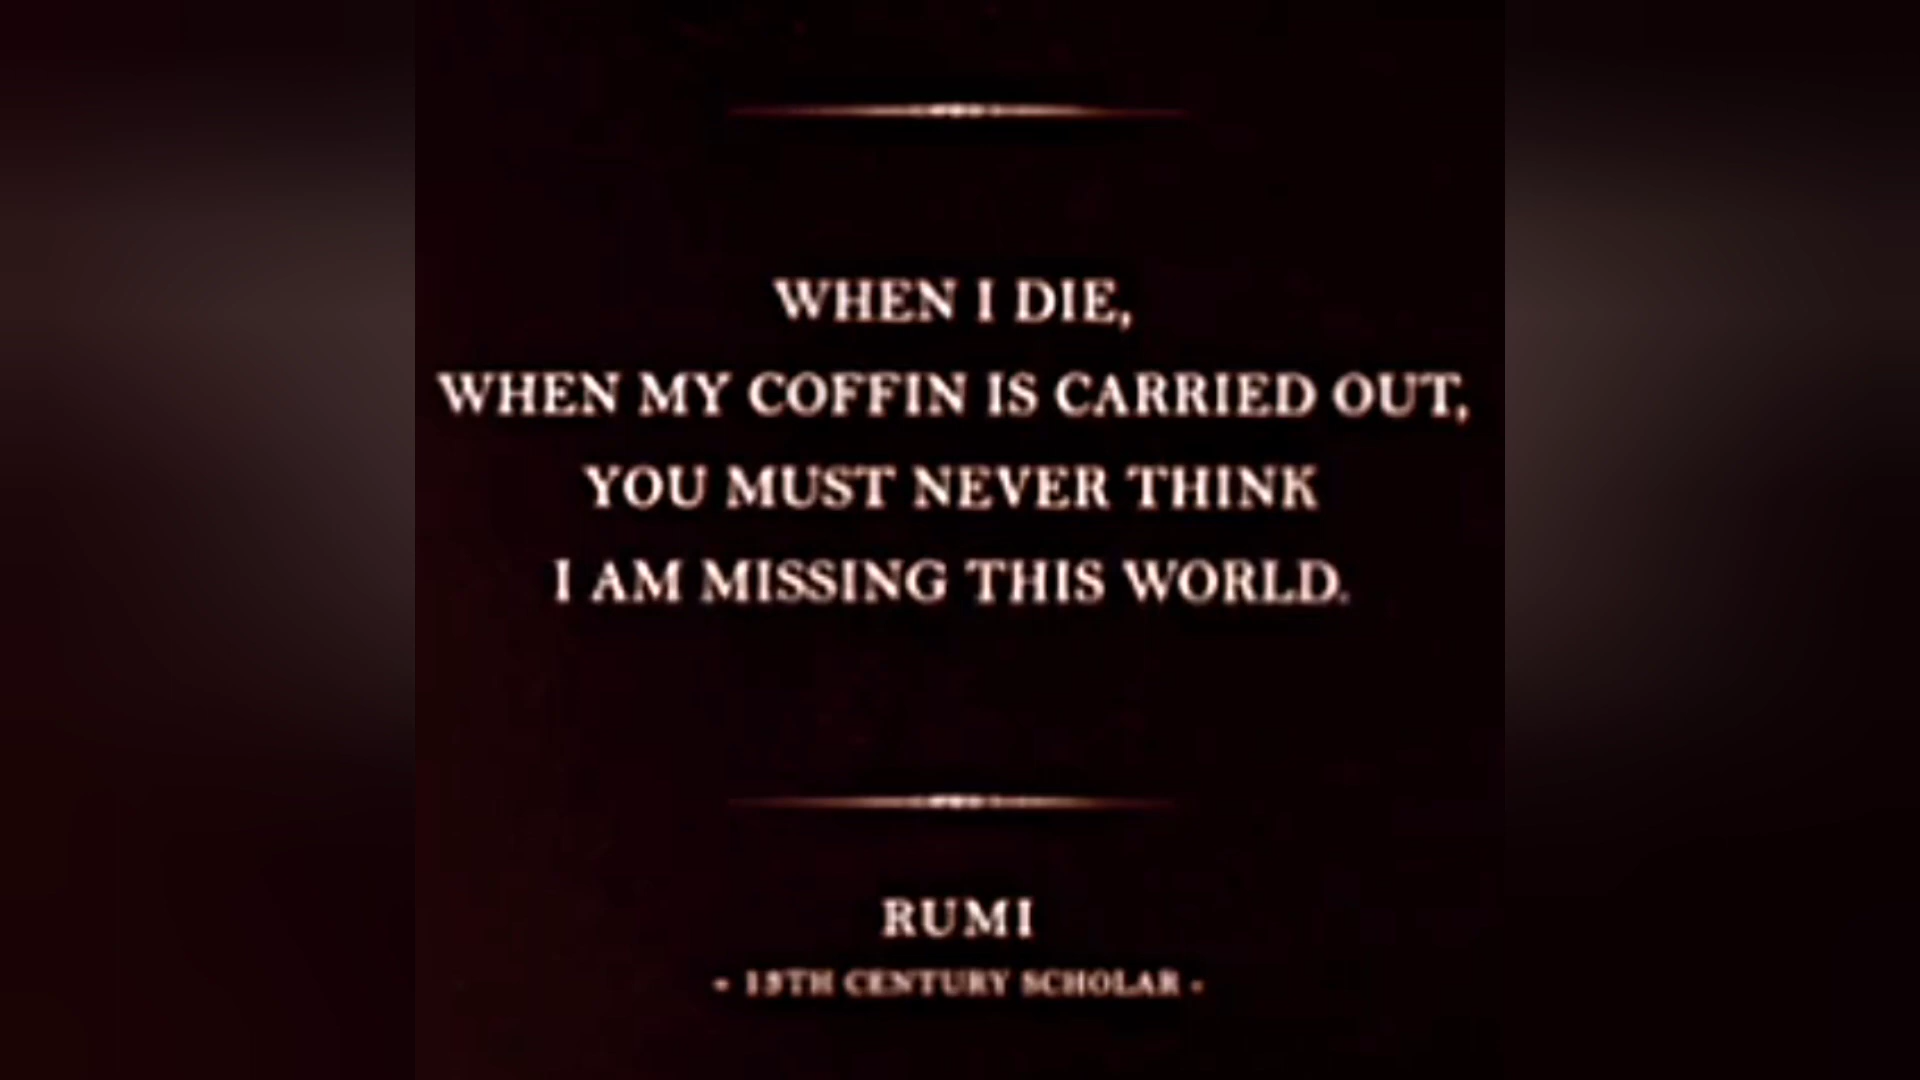 WHEN I DIE,
WHEN MY COFFIN IS CARRIED OUT,
YOU MUST NEVER THINK
I AM MISSING THIS WORLD.
RUMI
- 13TH CENTURY SCHOLAR -